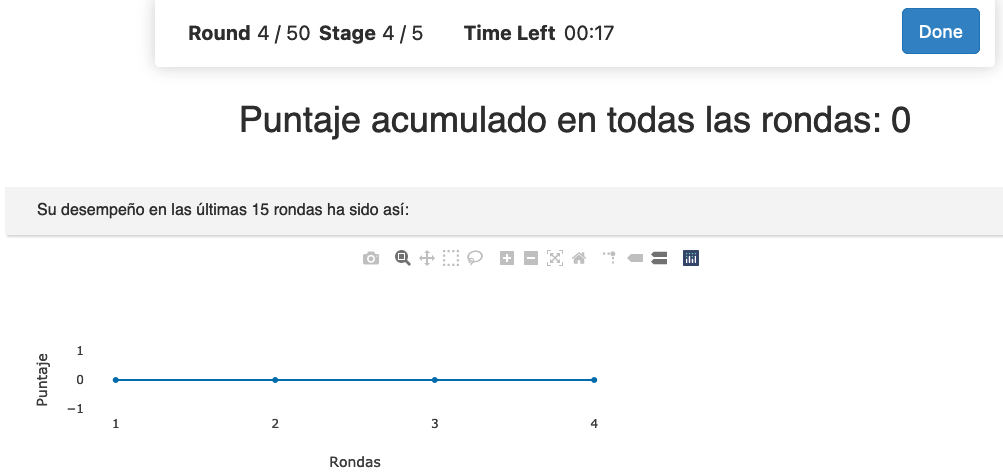 Round 4 / 50 Stage 4 / 5 Time Left 00:17 Done
Puntaje acumulado en todas las rondas: 0
Su desempeño en las últimas 15 rondas ha sido así:
Puntaje
1
0
−1
1 2 3 4
Rondas